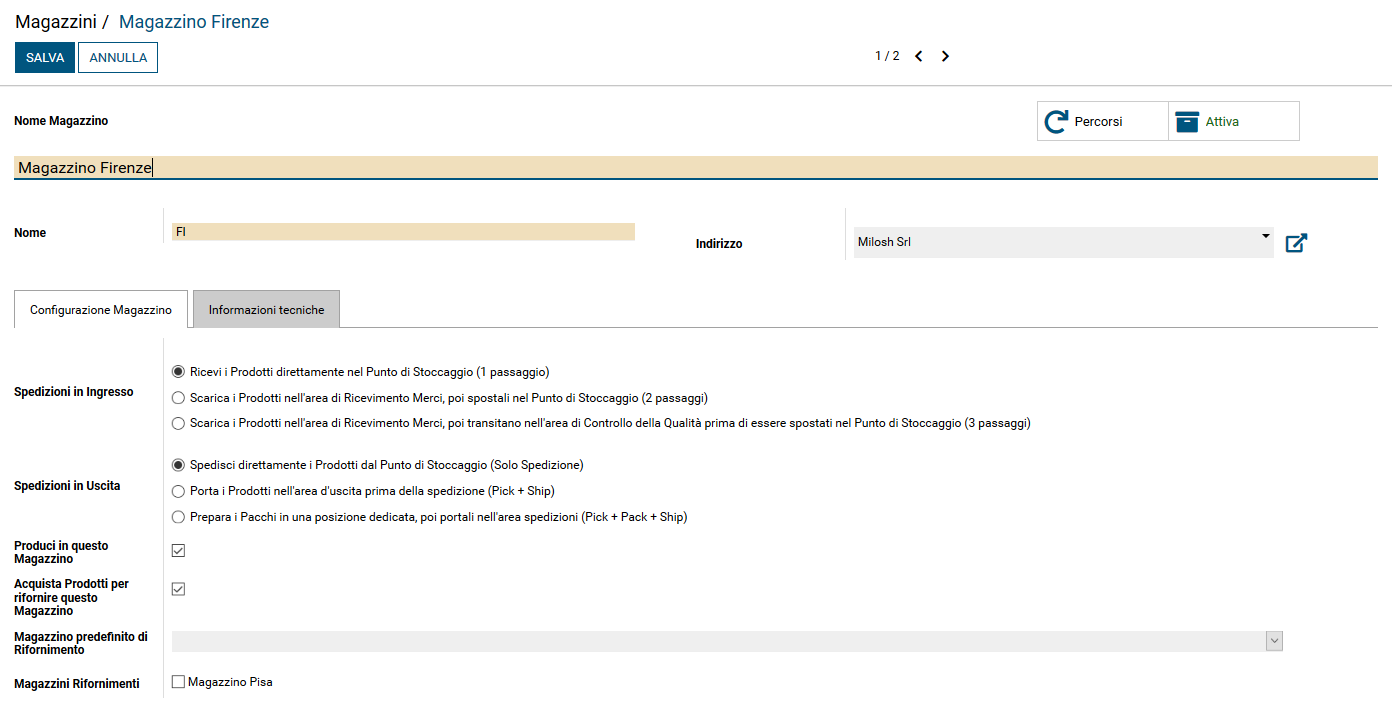 Magazzini / Magazzino Firenze
SALVA ANNULLA 1 / 2
Nome Magazzino Percorsi Attiva
Magazzino Firenze
Nome FI
Indirizzo Milosh Srl
Configurazione Magazzino Informazioni tecniche
Ricevi i Prodotti direttamente nel Punto di Stoccaggio (1 passaggio)
Spedizioni in Ingresso
Scarica i Prodotti nell'area di Ricevimento Merci, poi spostali nel Punto di Stoccaggio (2 passaggi)
Scarica i Prodotti nell'area di Ricevimento Merci, poi transitano nell'area di Controllo della Qualità prima di essere spostati nel Punto di Stoccaggio (3 passaggi)
Spedisci direttamente i Prodotti dal Punto di Stoccaggio (Solo Spedizione)
Spedizioni in Uscita
Porta i Prodotti nell'area d'uscita prima della spedizione (Pick + Ship)
Prepara i Pacchi in una posizione dedicata, poi portali nell'area spedizioni (Pick + Pack + Ship)
Produci in questo
Magazzino
Acquista Prodotti per
rifornire questo
Magazzino
Magazzino predefinito di
Rifornimento
Magazzini Rifornimenti Magazzino Pisa